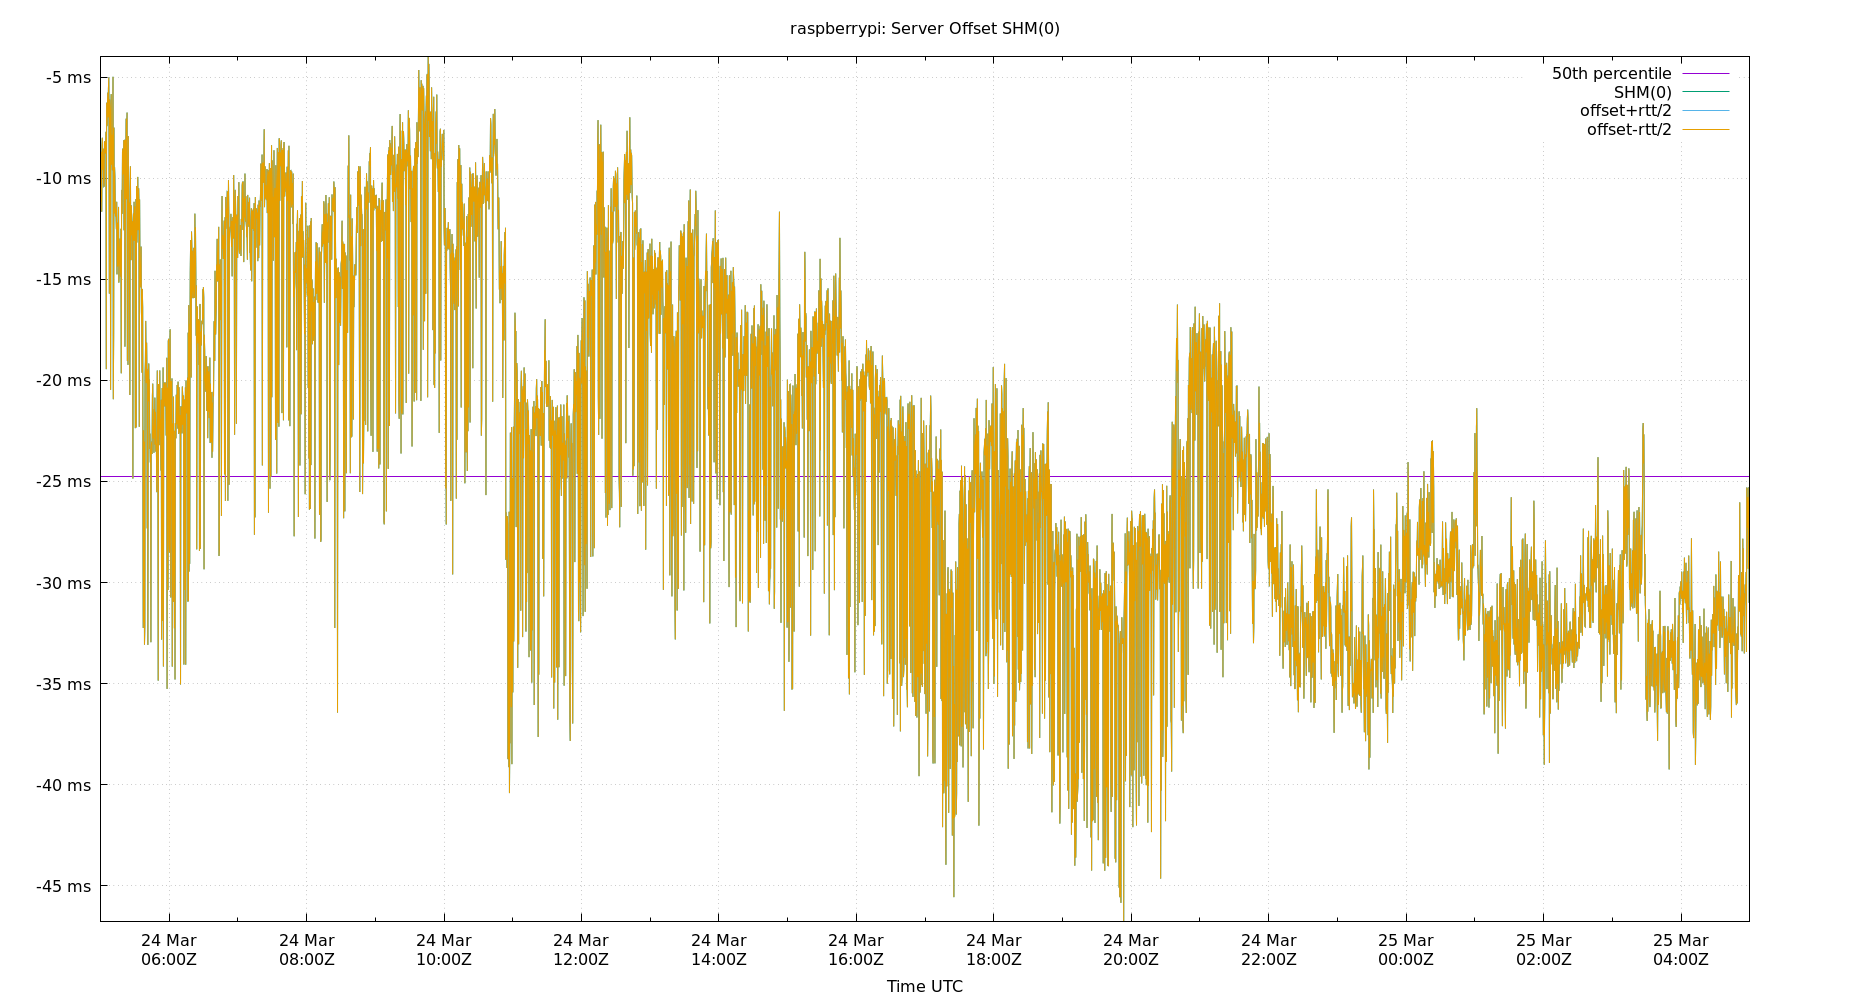 raspberrypi: Server Offset SHM(0)
50th percentile
SHM(0)
offset+rtt/2
offset-rtt/2
-5 ms
-10 ms
-15 ms
-20 ms
-25 ms
-30 ms
-35 ms
-40 ms
-45 ms
24 Mar 24 Mar 24 Mar 24 Mar 24 Mar 24 Mar 24 Mar 24 Mar 24 Mar 25 Mar 25 Mar 25 Mar
06:00Z 08:00Z 10:00Z 12:00Z 14:00Z 16:00Z 18:00Z 20:00Z 22:00Z 00:00Z 02:00Z 04:00Z
Time UTC